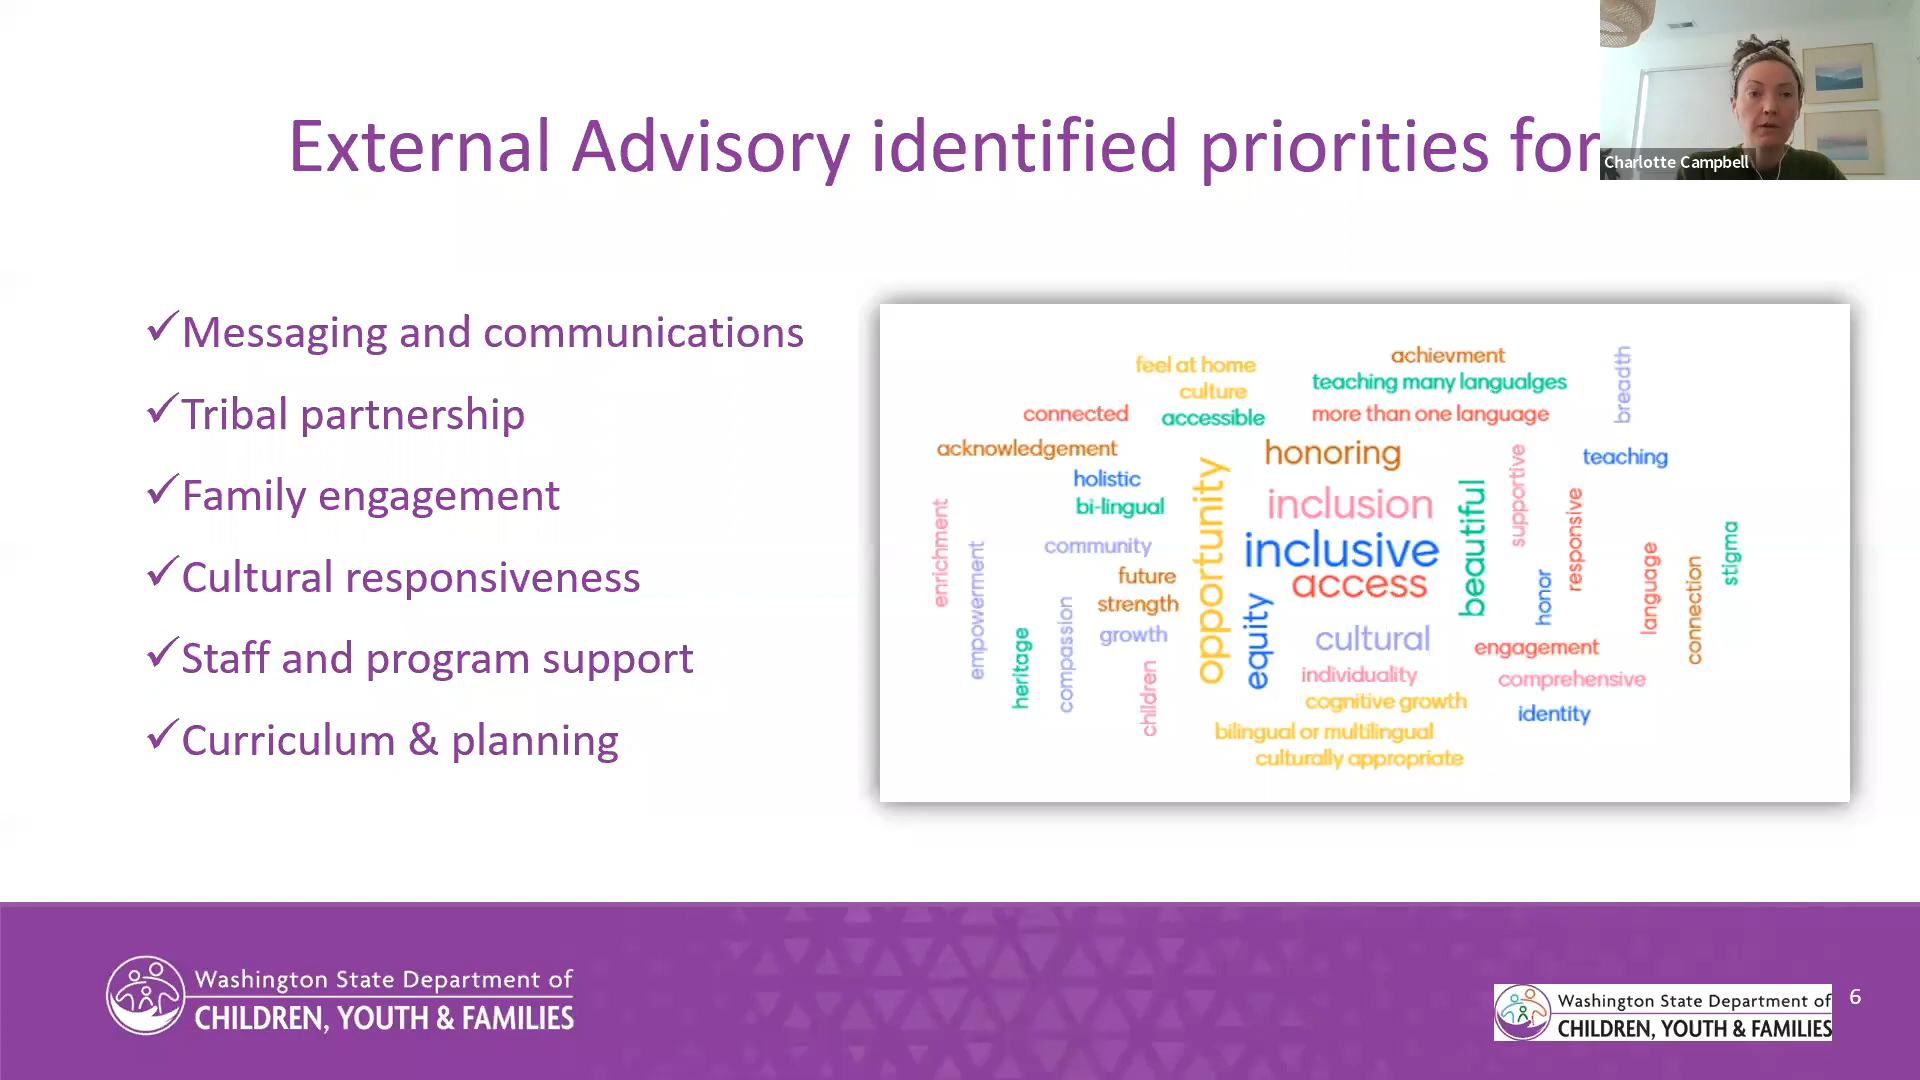 External Advisory identified priorities for
Charlotte Campbell
Messaging and communications
Tribal partnership
Family engagement
Cultural responsiveness
Staff and program support
Curriculum & planning
achievment
feel at home
teaching many langualges
breadth
culture
connected
accessible
more than one language
acknowledgement
honoring
teaching
holistic
bi-lingual
opportunity
inclusion
beautiful
supportive
responsive
enrichment
empowerment
community
inclusive
stigma
future
access
honor
language
connection
strength
heritage
compassion
growth
equity
cultural
engagement
children
individuality
comprehensive
cognitive growth
identity
bilingual or multilingual
culturally appropriate
Washington State Department of
CHILDREN, YOUTH & FAMILIES
Washington State Department of
CHILDREN, YOUTH & FAMILIES
6